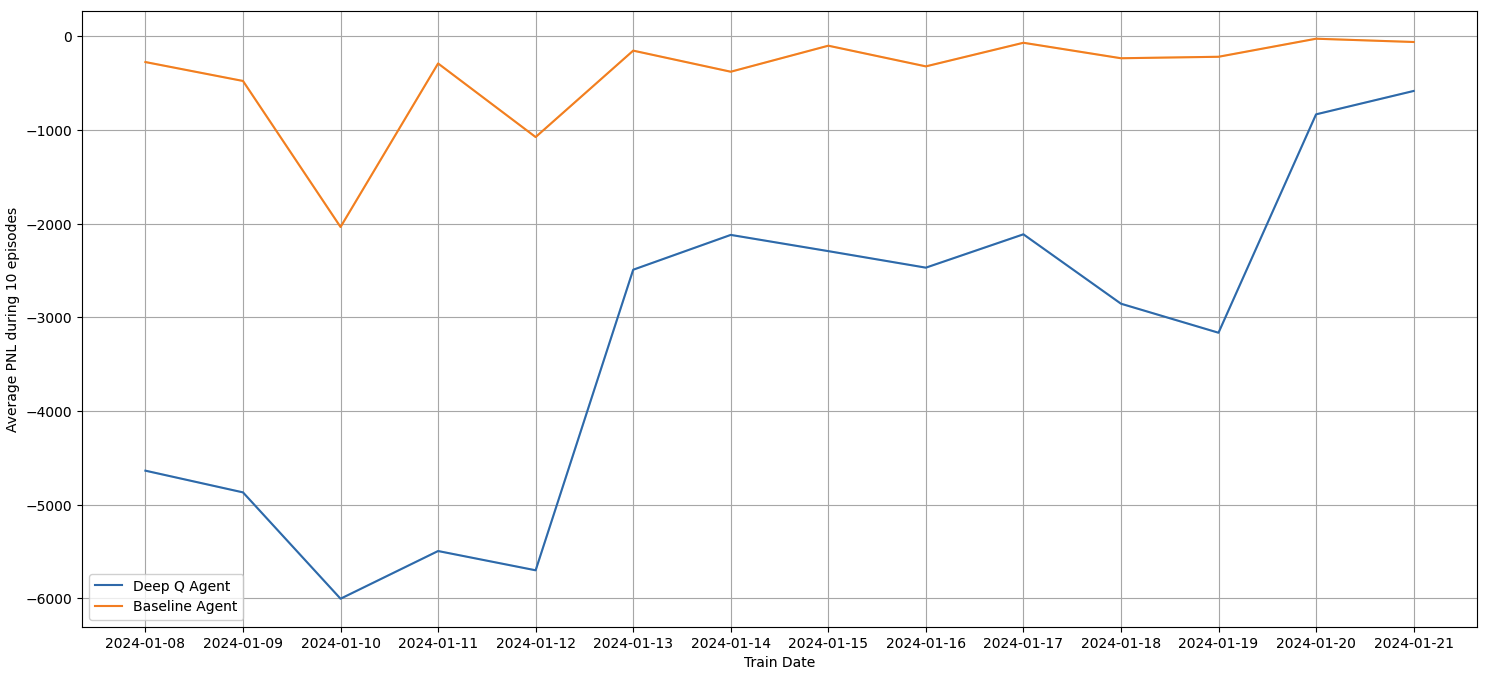 0
−1000
−2000
−3000
−4000
−5000
−6000
Average PNL during 10 episodes
Deep Q Agent
Baseline Agent
2024-01-08 2024-01-09 2024-01-10 2024-01-11 2024-01-12 2024-01-13 2024-01-14 2024-01-15 2024-01-16 2024-01-17 2024-01-18 2024-01-19 2024-01-20 2024-01-21
Train Date